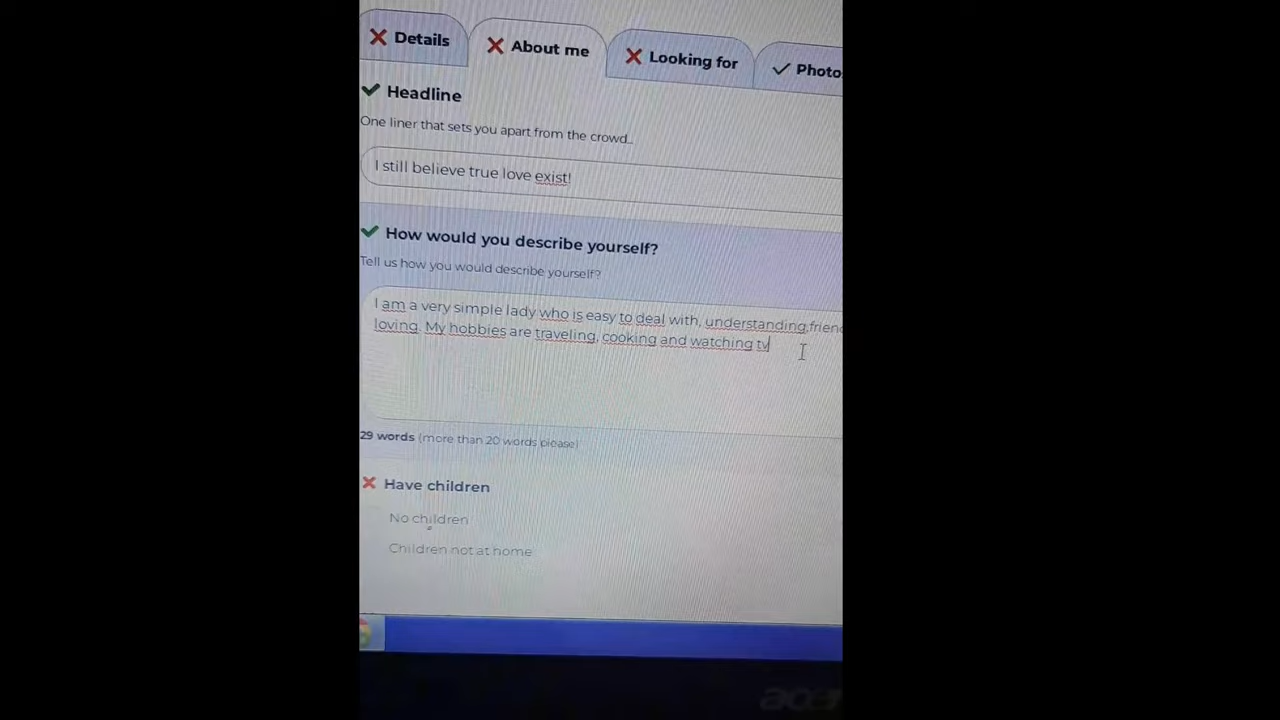 Details
About me
Looking for
Photo
Headline
One liner that sets you apart from the crowd...
I still believe true love exist!
How would you describe yourself?
Tell us how you would describe yourself?
I am a very simple lady who is easy to deal with, understanding,frien
loving. My hobbies are traveling, cooking and watching tv
29 words (more than 20 words please)
Have children
No children
Children not at home
acer